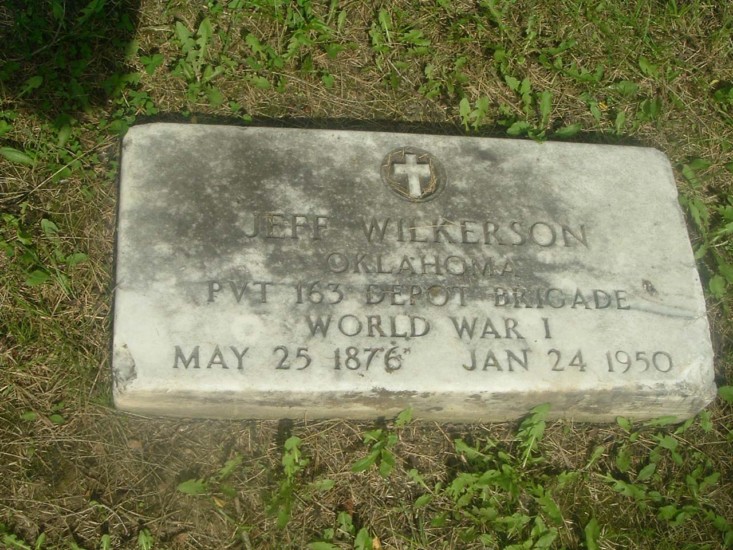 JEFF WILKERSON
OKLAHOMA
PVT 163 DEPOT BRIGADE
WORLD WAR I
MAY 25 1876 JAN 24 1950